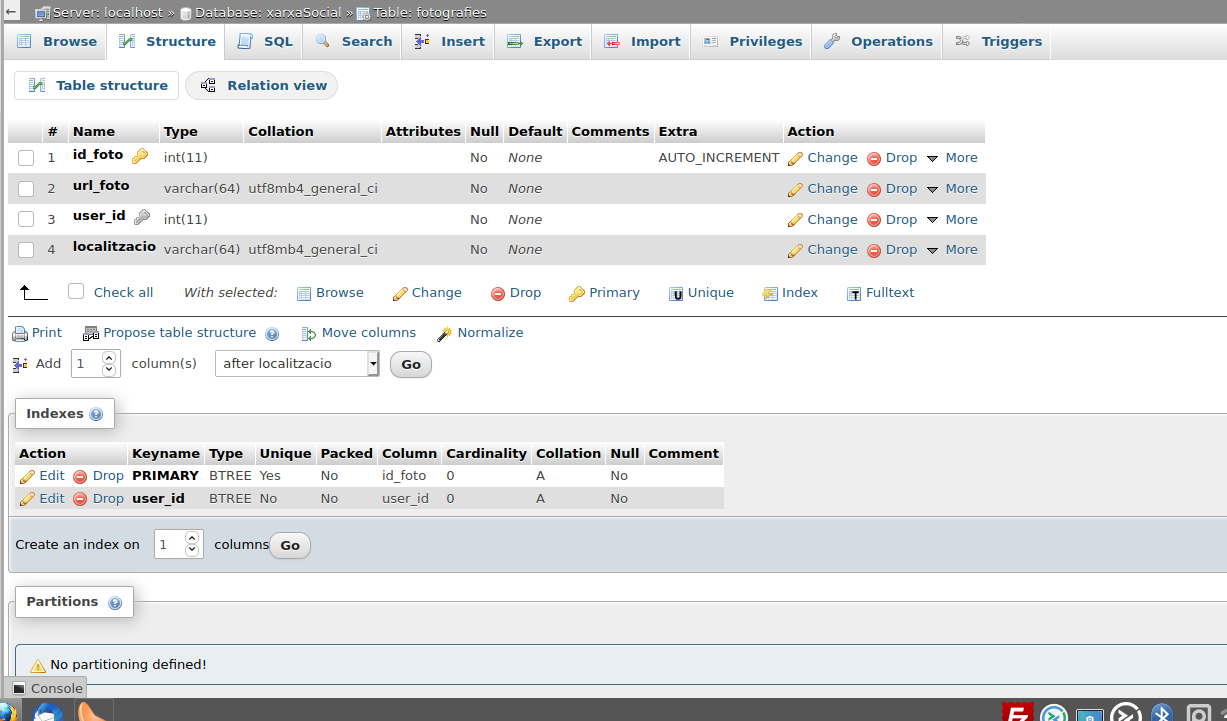 Server: localhost » Database: xarxaSocial » Table: fotografies
Browse Structure SQL Search Insert Export Import Privileges Operations Triggers
Table structure Relation view
# Name Type Collation Attributes Null Default Comments Extra Action
1 id_foto int(11) No None AUTO_INCREMENT Change Drop More
2 url_foto varchar(64) utf8mb4_general_ci No None Change Drop More
3 user_id int(11) No None Change Drop More
4 localitzacio varchar(64) utf8mb4_general_ci No None Change Drop More
Check all With selected: Browse Change Drop Primary Unique Index Fulltext
Print Propose table structure Move columns Normalize
Add 1 column(s) after localitzacio Go
Indexes
Action Keyname Type Unique Packed Column Cardinality Collation Null Comment
Edit Drop PRIMARY BTREE Yes No id_foto 0 A No
Edit Drop user_id BTREE No No user_id 0 A No
Create an index on 1 columns Go
Partitions
No partitioning defined!
Console